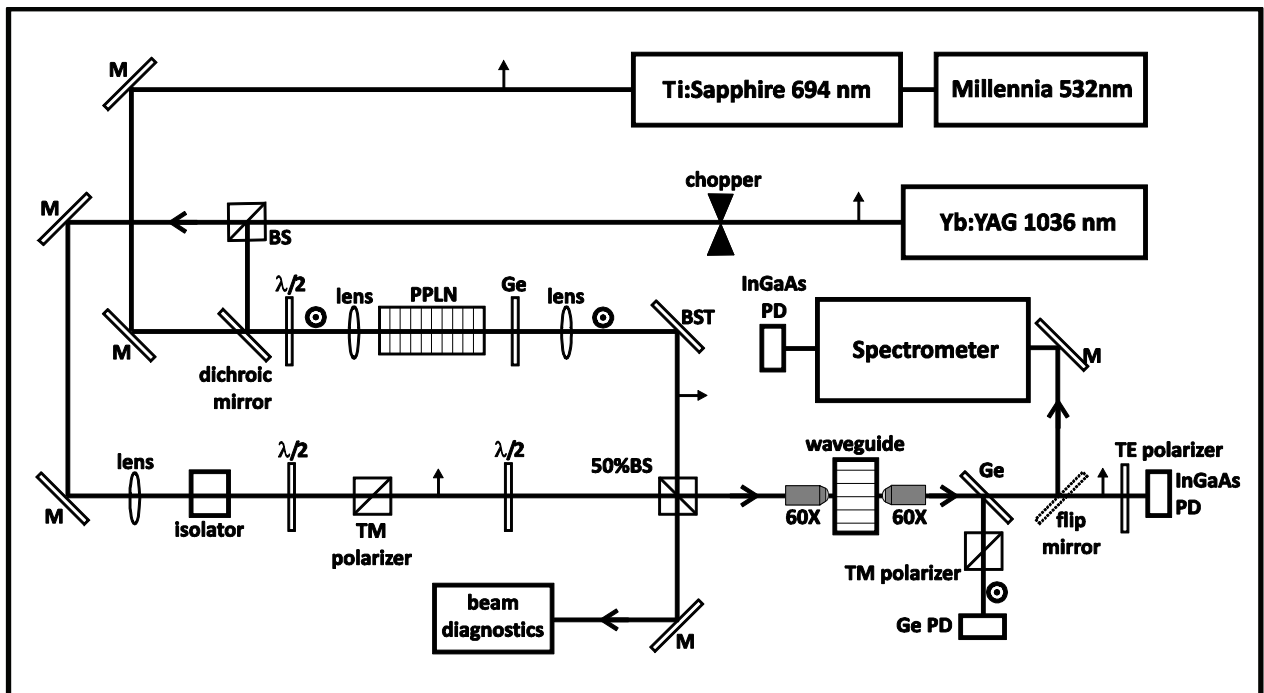 M
Ti:Sapphire 694 nm
Millennia 532nm
chopper
M
Yb:YAG 1036 nm
BS
InGaAs
PD
λ/2
lens
PPLN
Ge
lens
BST
Spectrometer
M
M
dichroic
mirror
waveguide
TE polarizer
lens
λ/2
λ/2
50%BS
Ge
InGaAs
PD
M
isolator
TM
polarizer
60X
60X
flip
mirror
TM polarizer
beam
diagnostics
M
Ge PD